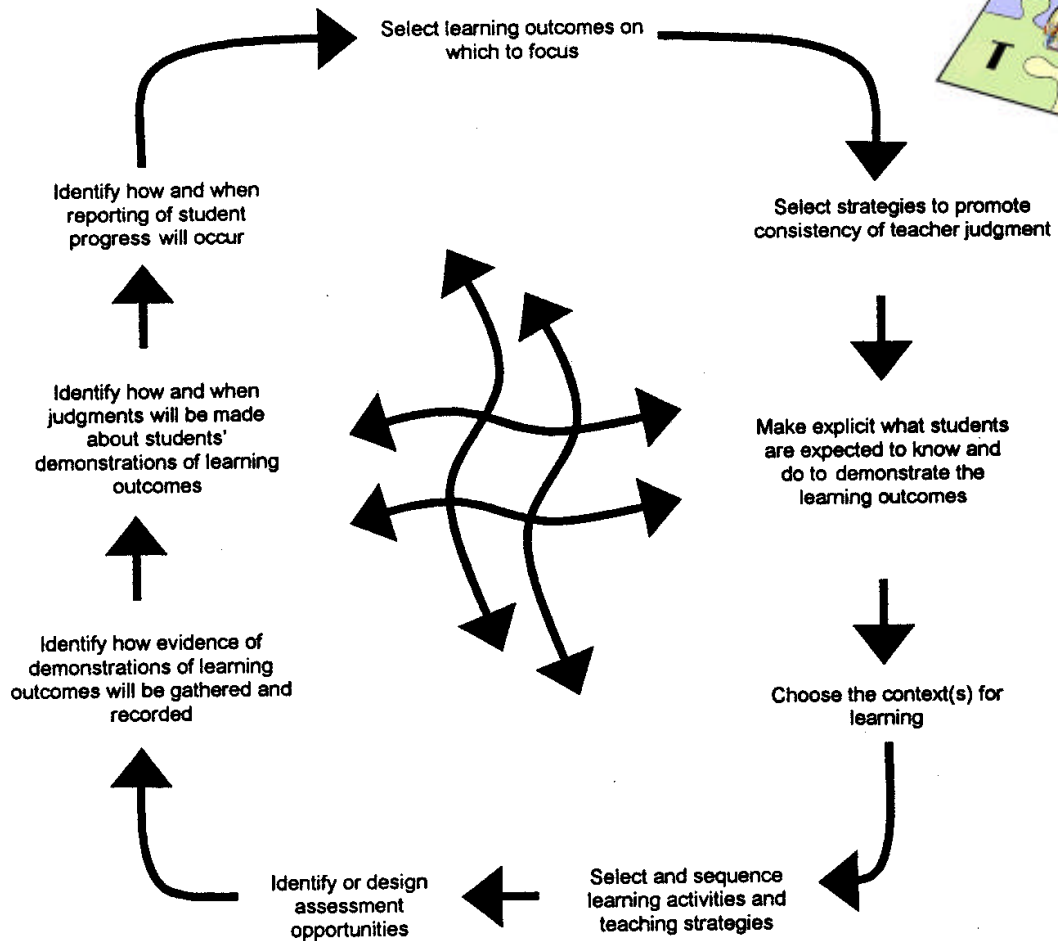 Select learning outcomes on
which to focus
T
Select strategies to promote
consistency of teacher judgment
Make explicit what students
are expected to know and
do to demonstrate the
learning outcomes
Choose the context(s) for
learning
Select and sequence
learning activities and
teaching strategies
Identify or design
assessment
opportunities
Identify how evidence of
demonstrations of learning
outcomes will be gathered and
recorded
Identify how and when
judgments will be made
about students'
demonstrations of learning
outcomes
Identify how and when
reporting of student
progress will occur